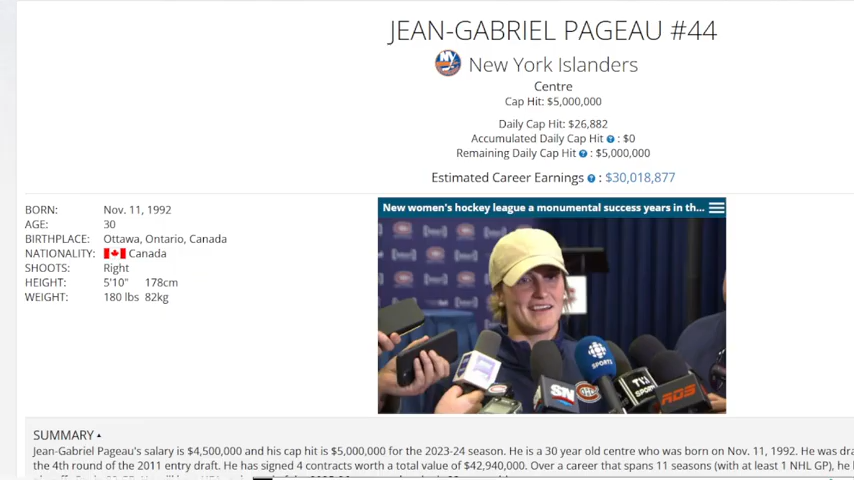 JEAN-GABRIEL PAGEAU #44
New York Islanders
Centre
Cap Hit: $5,000,000
Daily Cap Hit: $26,882
Accumulated Daily Cap Hit ? : $0
Remaining Daily Cap Hit ? : $5,000,000
Estimated Career Earnings ? : $30,018,877
BORN: Nov. 11, 1992
AGE: 30
BIRTHPLACE: Ottawa, Ontario, Canada
NATIONALITY: Canada
SHOOTS: Right
HEIGHT: 5'10" 178cm
WEIGHT: 180 lbs 82kg
New women's hockey league a monumental success years in th...
SPORTS
SN
TVA
SPORTS
RDS
SUMMARY
Jean-Gabriel Pageau's salary is $4,500,000 and his cap hit is $5,000,000 for the 2023-24 season. He is a 30 year old centre who was born on Nov. 11, 1992. He was dra
the 4th round of the 2011 entry draft. He has signed 4 contracts worth a total value of $42,940,000. Over a career that spans 11 seasons (with at least 1 NHL GP), he